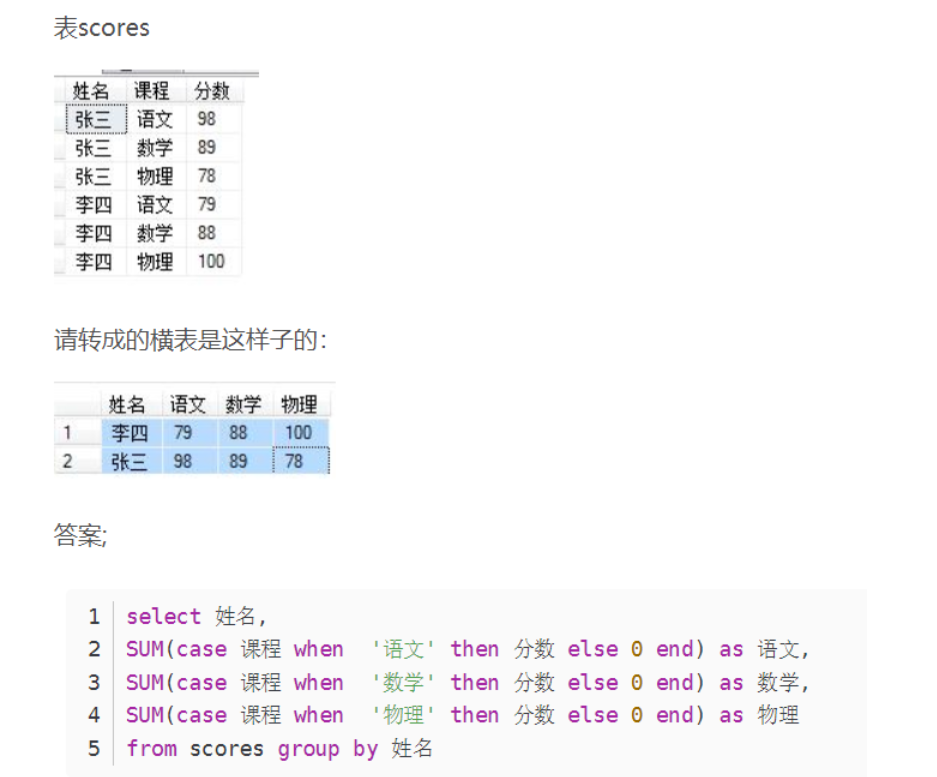 表scores
姓名 课程 分数
张三 语文 98
张三 数学 89
张三 物理 78
李四 语文 79
李四 数学 88
李四 物理 100
请转成的横表是这样子的：
姓名 语文 数学 物理
1 李四 79 88 100
2 张三 98 89 78
答案;
1 select 姓名,
2 SUM(case 课程 when  '语文' then 分数 else 0 end) as 语文,
3 SUM(case 课程 when  '数学' then 分数 else 0 end) as 数学,
4 SUM(case 课程 when  '物理' then 分数 else 0 end) as 物理
5 from scores group by 姓名